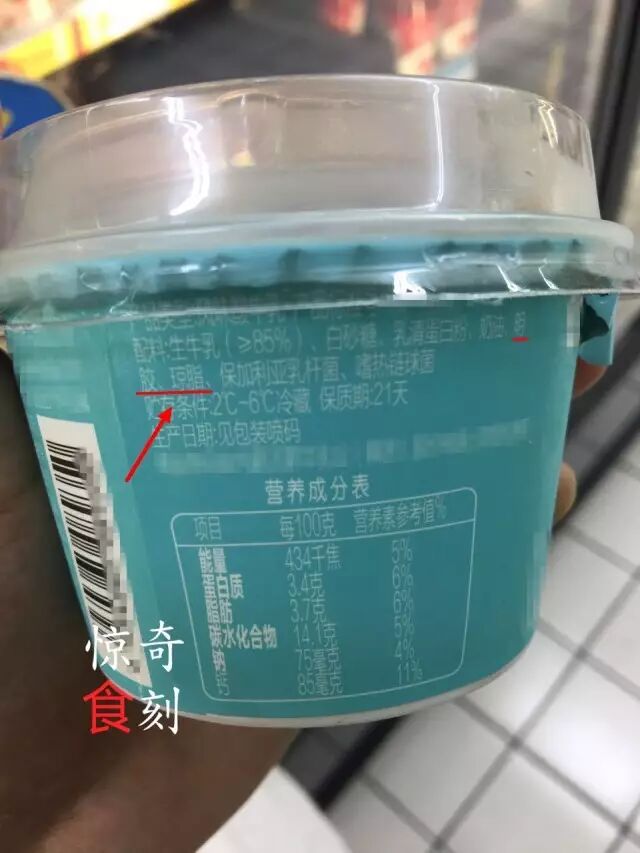 配料:生牛乳（≥85%）、白砂糖、乳清蛋白粉、奶油、明
胶、琼脂、保加利亚乳杆菌、嗜热链球菌
贮存条件:2℃~6℃冷藏 保质期:21天
生产日期:见包装喷码
营养成分表
项目 每100克 营养素参考值%
能量 434千焦 5%
蛋白质 3.4克 6%
脂肪 3.7克 6%
碳水化合物 14.1克 5%
钠 75毫克 4%
钙 85毫克 11%
惊奇
食刻